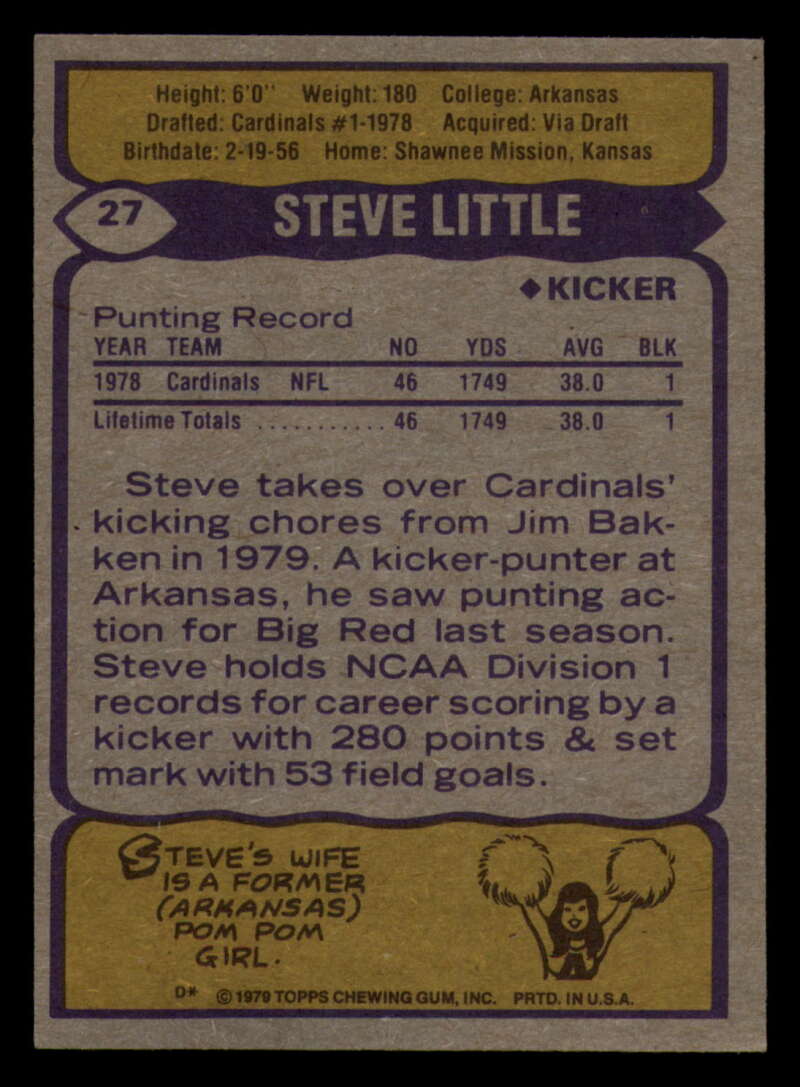 Height: 6'0" Weight: 180 College: Arkansas
Drafted: Cardinals #1-1978 Acquired: Via Draft
Birthdate: 2-19-56 Home: Shawnee Mission, Kansas
27 STEVE LITTLE
◆KICKER
Punting Record
YEAR TEAM NO YDS AVG BLK
1978 Cardinals NFL 46 1749 38.0 1
Lifetime Totals ........... 46 1749 38.0 1
Steve takes over Cardinals'
kicking chores from Jim Bak-
ken in 1979. A kicker-punter at
Arkansas, he saw punting ac-
tion for Big Red last season.
Steve holds NCAA Division 1
records for career scoring by a
kicker with 280 points & set
mark with 53 field goals.
STEVE'S WIFE
IS A FORMER
(ARKANSAS)
POM POM
GIRL.
A
D* © 1979 TOPPS CHEWING GUM, INC. PRTD. IN U.S.A.